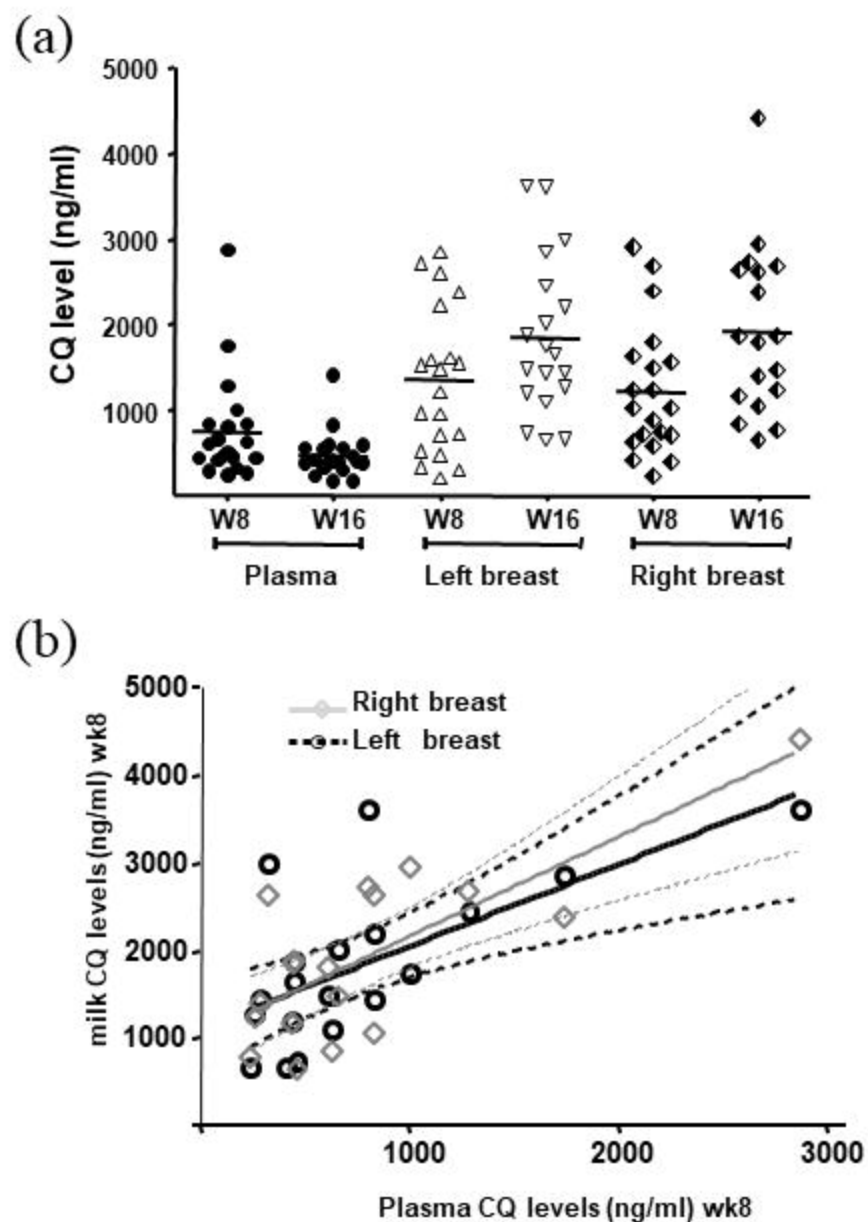 (a)
5000
4000
3000
2000
1000
CQ level (ng/ml)
W8 W16 W8 W16 W8 W16
Plasma Left breast Right breast
(b)
5000
4000
3000
2000
1000
milk CQ levels (ng/ml) wk8
Right breast
Left breast
1000 2000 3000
Plasma CQ levels (ng/ml) wk8